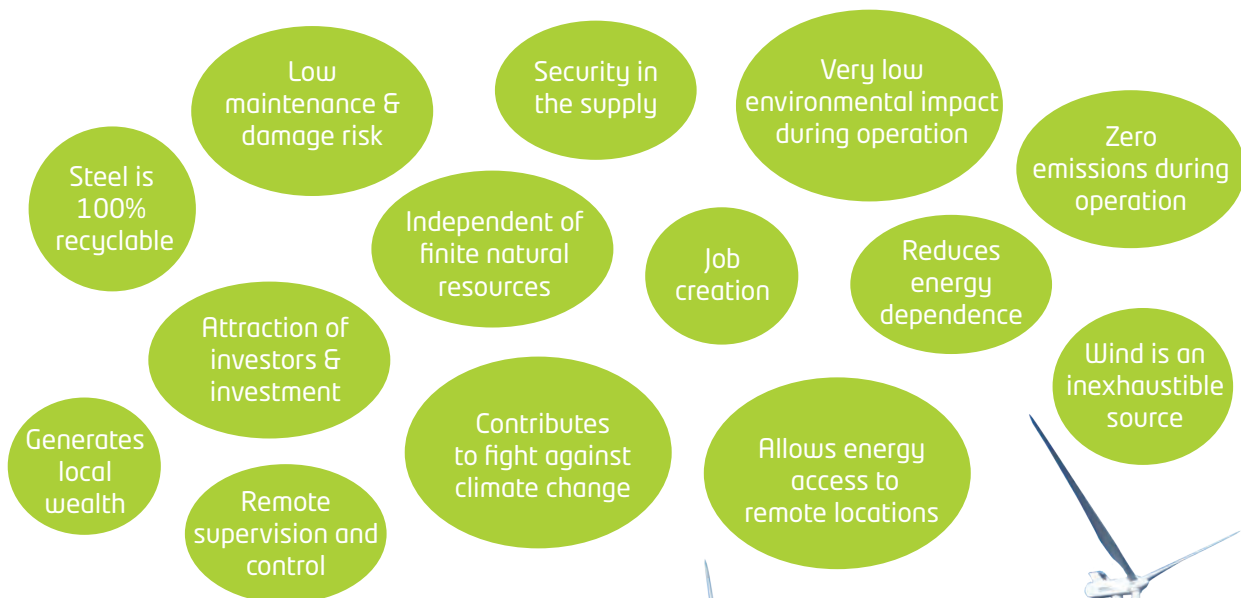 Low
maintenance &
damage risk
Security in
the supply
Very low
environmental impact
during operation
Zero
emissions during
operation
Steel is
100%
recyclable
Independent of
finite natural
resources
Job
creation
Reduces
energy
dependence
Attraction of
investors &
investment
Wind is an
inexhaustible
source
Generates
local
wealth
Contributes
to fight against
climate change
Allows energy
access to
remote locations
Remote
supervision and
control